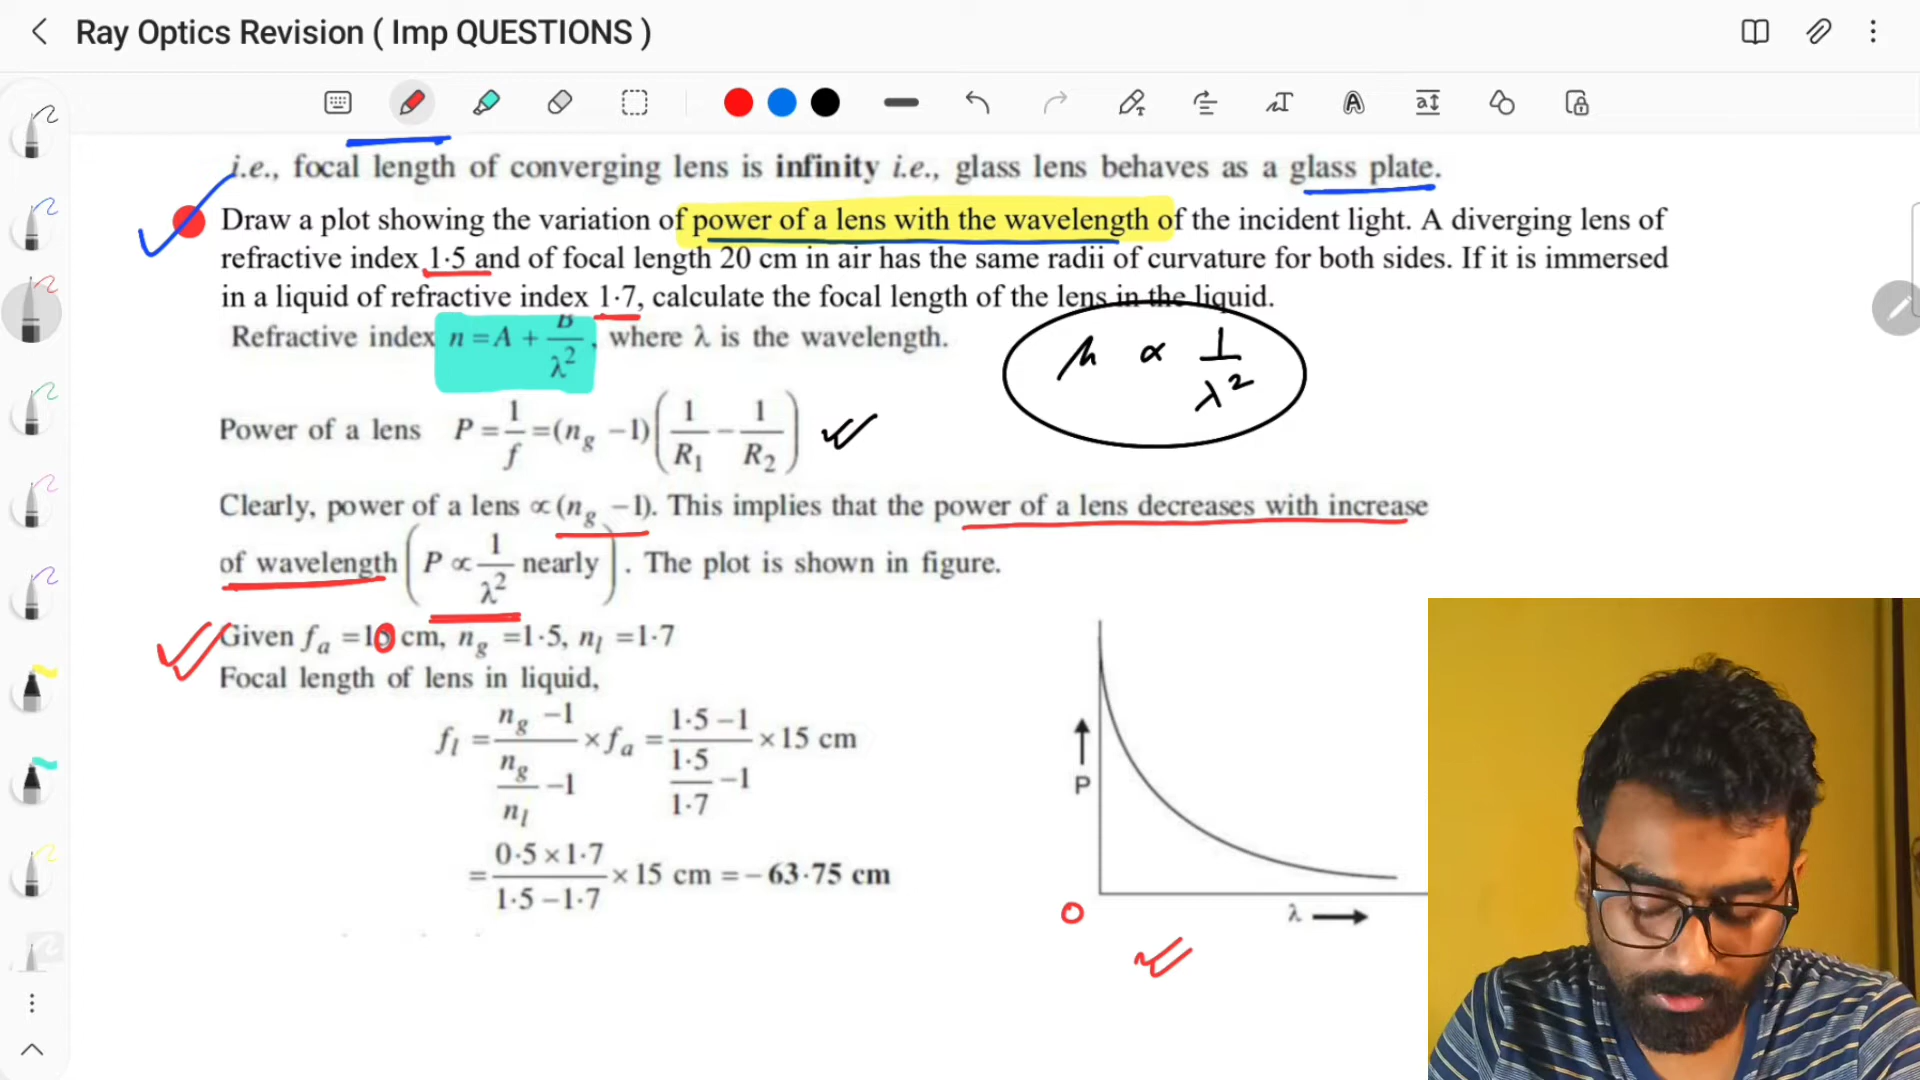 Ray Optics Revision ( Imp QUESTIONS )
i.e., focal length of converging lens is infinity i.e., glass lens behaves as a glass plate.
Draw a plot showing the variation of power of a lens with the wavelength of the incident light. A diverging lens of
refractive index 1·5 and of focal length 20 cm in air has the same radii of curvature for both sides. If it is immersed
in a liquid of refractive index 1·7, calculate the focal length of the lens in the liquid.
Refractive index n = A + B/λ², where λ is the wavelength.
μ ∝ 1/λ²
Power of a lens P = 1/f = (n_g − 1)(1/R₁ − 1/R₂)
Clearly, power of a lens ∝ (n_g − 1). This implies that the power of a lens decreases with increase
of wavelength (P ∝ 1/λ² nearly). The plot is shown in figure.
Given f_a = 10 cm, n_g = 1·5, n_l = 1·7
Focal length of lens in liquid,
f_l = (n_g − 1)/(n_g/n_l − 1) × f_a = (1·5 − 1)/(1·5/1·7 − 1) × 15 cm
= (0·5 × 1·7)/(1·5 − 1·7) × 15 cm = − 63·75 cm
P
0
λ